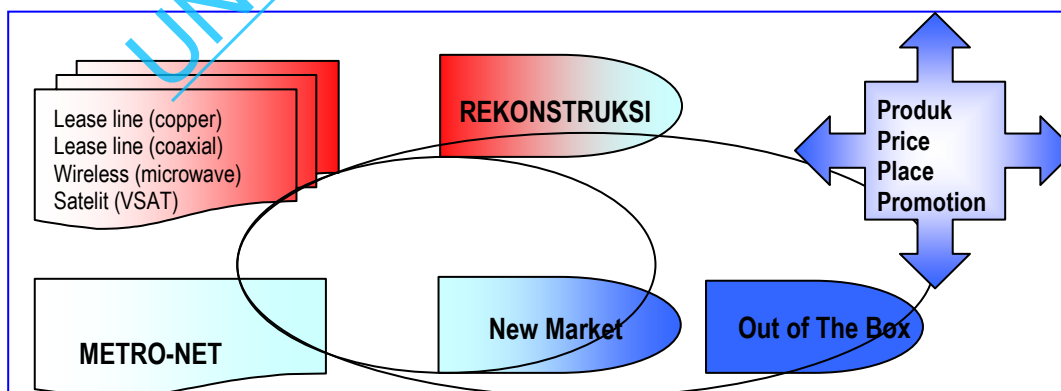 UN
Lease line (copper)
Lease line (coaxial)
Wireless (microwave)
Satelit (VSAT)
REKONSTRUKSI
Produk
Price
Place
Promotion
METRO-NET
New Market
Out of The Box